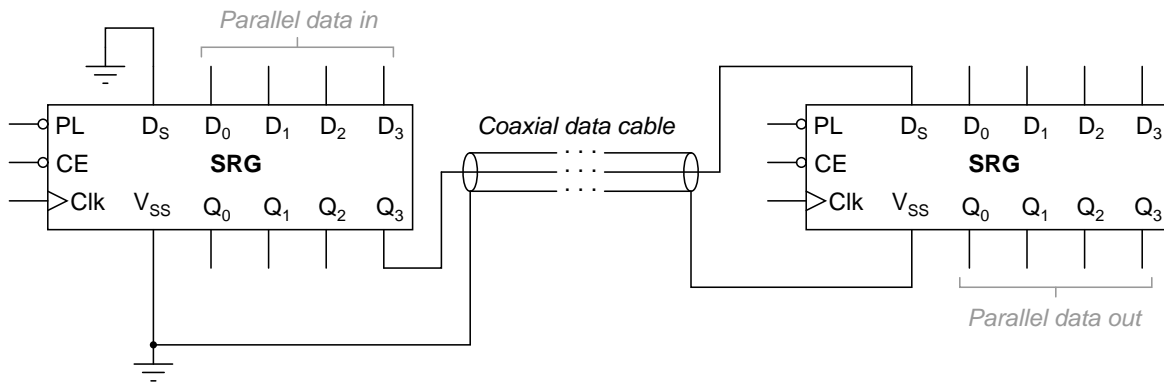 Parallel data in
PL D<sub>S</sub> D<sub>0</sub> D<sub>1</sub> D<sub>2</sub> D<sub>3</sub>
CE SRG
Clk V<sub>SS</sub> Q<sub>0</sub> Q<sub>1</sub> Q<sub>2</sub> Q<sub>3</sub>
Coaxial data cable
PL D<sub>S</sub> D<sub>0</sub> D<sub>1</sub> D<sub>2</sub> D<sub>3</sub>
CE SRG
Clk V<sub>SS</sub> Q<sub>0</sub> Q<sub>1</sub> Q<sub>2</sub> Q<sub>3</sub>
Parallel data out